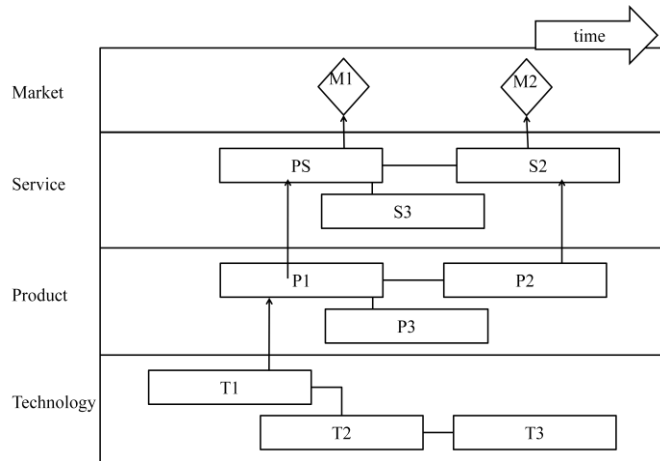 time
Market
M1
M2
Service
PS
S2
S3
Product
P1
P2
P3
Technology
T1
T2
T3